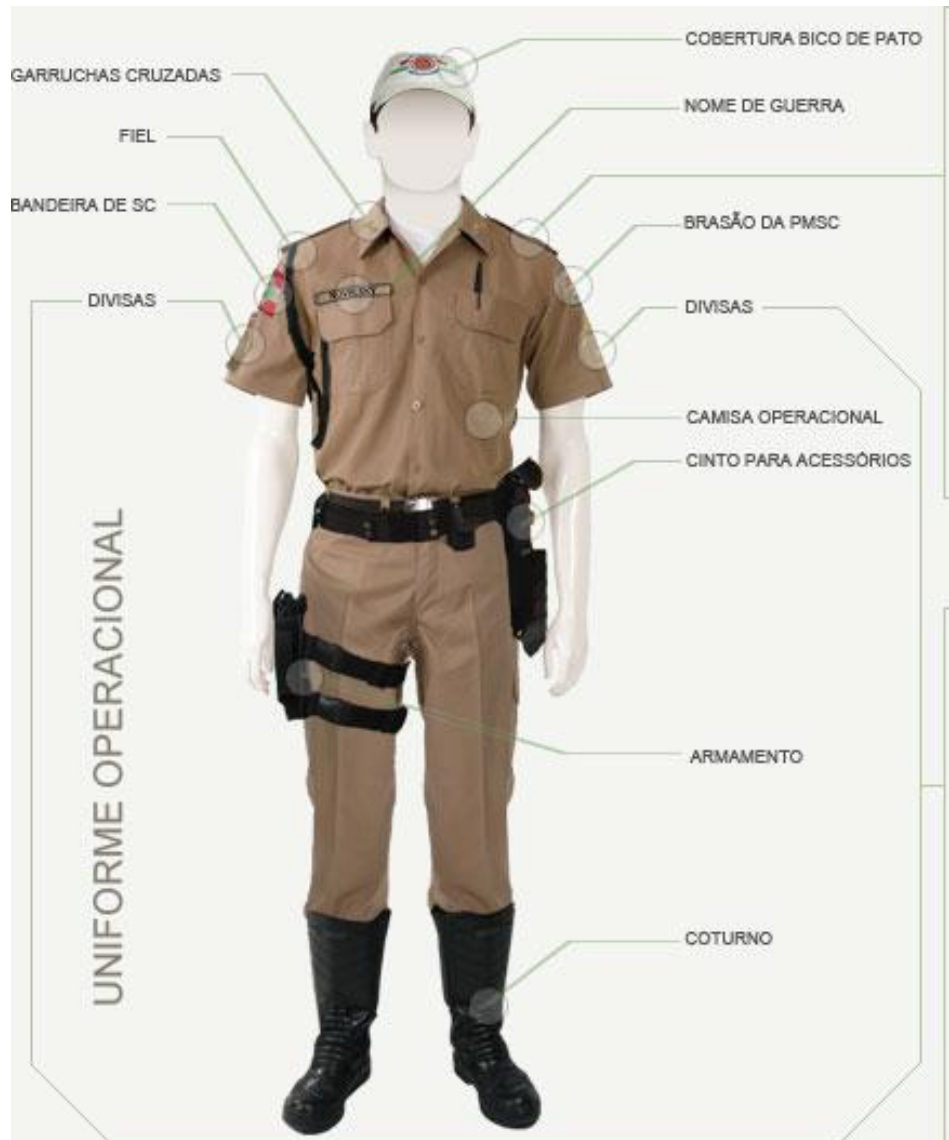 COBERTURA BICO DE PATO
GARRUCHAS CRUZADAS
NOME DE GUERRA
FIEL
BANDEIRA DE SC
BRASÃO DA PMSC
DIVISAS
DIVISAS
CAMISA OPERACIONAL
CINTO PARA ACESSÓRIOS
UNIFORME OPERACIONAL
ARMAMENTO
COTURNO